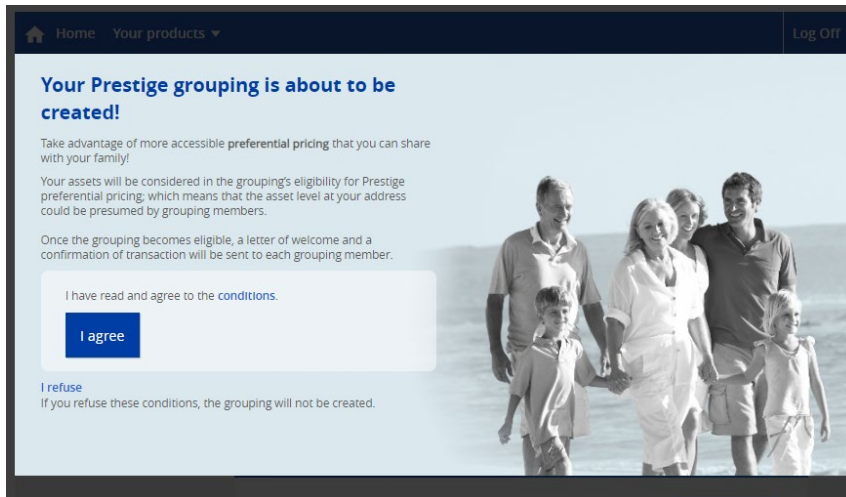 Home Your products Log Off
Your Prestige grouping is about to be
created!
Take advantage of more accessible preferential pricing that you can share
with your family!
Your assets will be considered in the grouping's eligibility for Prestige
preferential pricing; which means that the asset level at your address
could be presumed by grouping members.
Once the grouping becomes eligible, a letter of welcome and a
confirmation of transaction will be sent to each grouping member.
I have read and agree to the conditions.
I agree
I refuse
If you refuse these conditions, the grouping will not be created.